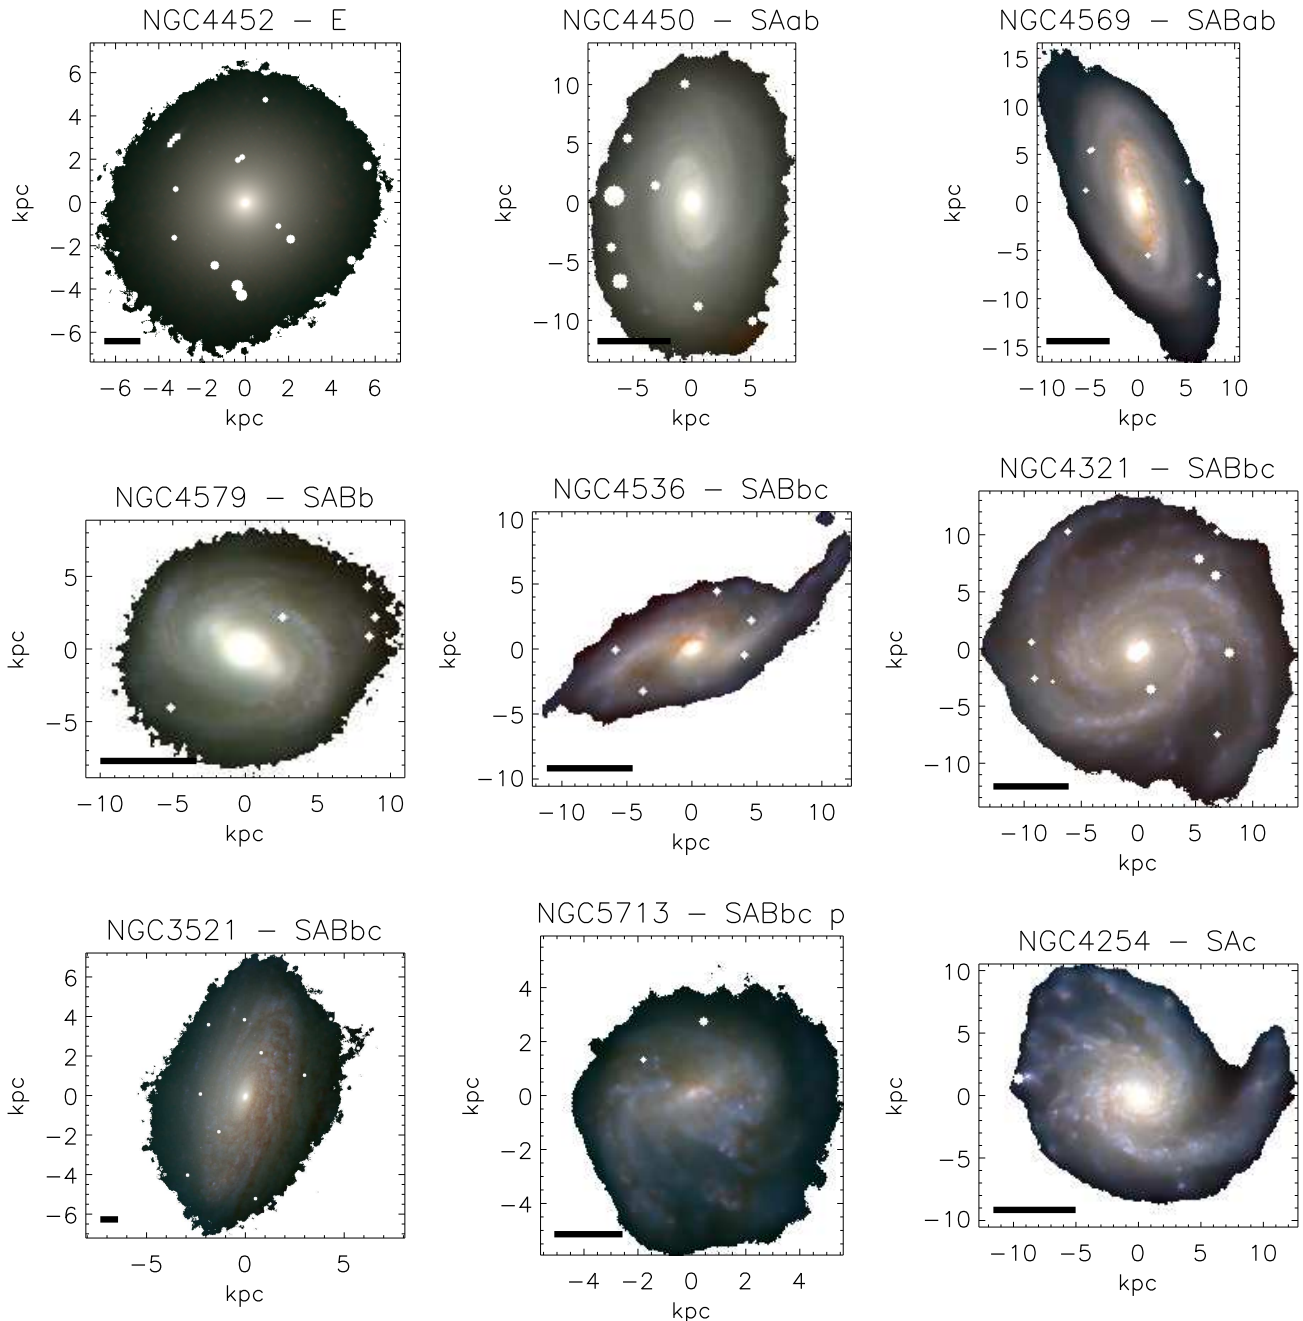 NGC4452 – E
6
4
2
0
−2
−4
−6
kpc
−6 −4 −2 0 2 4 6
kpc
NGC4450 – SAab
10
5
0
−5
−10
kpc
−5 0 5
kpc
NGC4569 – SABab
15
10
5
0
−5
−10
−15
kpc
−10 −5 0 5 10
kpc
NGC4579 – SABb
5
0
−5
kpc
−10 −5 0 5 10
kpc
NGC4536 – SABbc
10
5
0
−5
−10
kpc
−10 −5 0 5 10
kpc
NGC4321 – SABbc
10
5
0
−5
−10
kpc
−10 −5 0 5 10
kpc
NGC3521 – SABbc
6
4
2
0
−2
−4
−6
kpc
−5 0 5
kpc
NGC5713 – SABbc p
4
2
0
−2
−4
kpc
−4 −2 0 2 4
kpc
NGC4254 – SAc
10
5
0
−5
−10
kpc
−10 −5 0 5 10
kpc